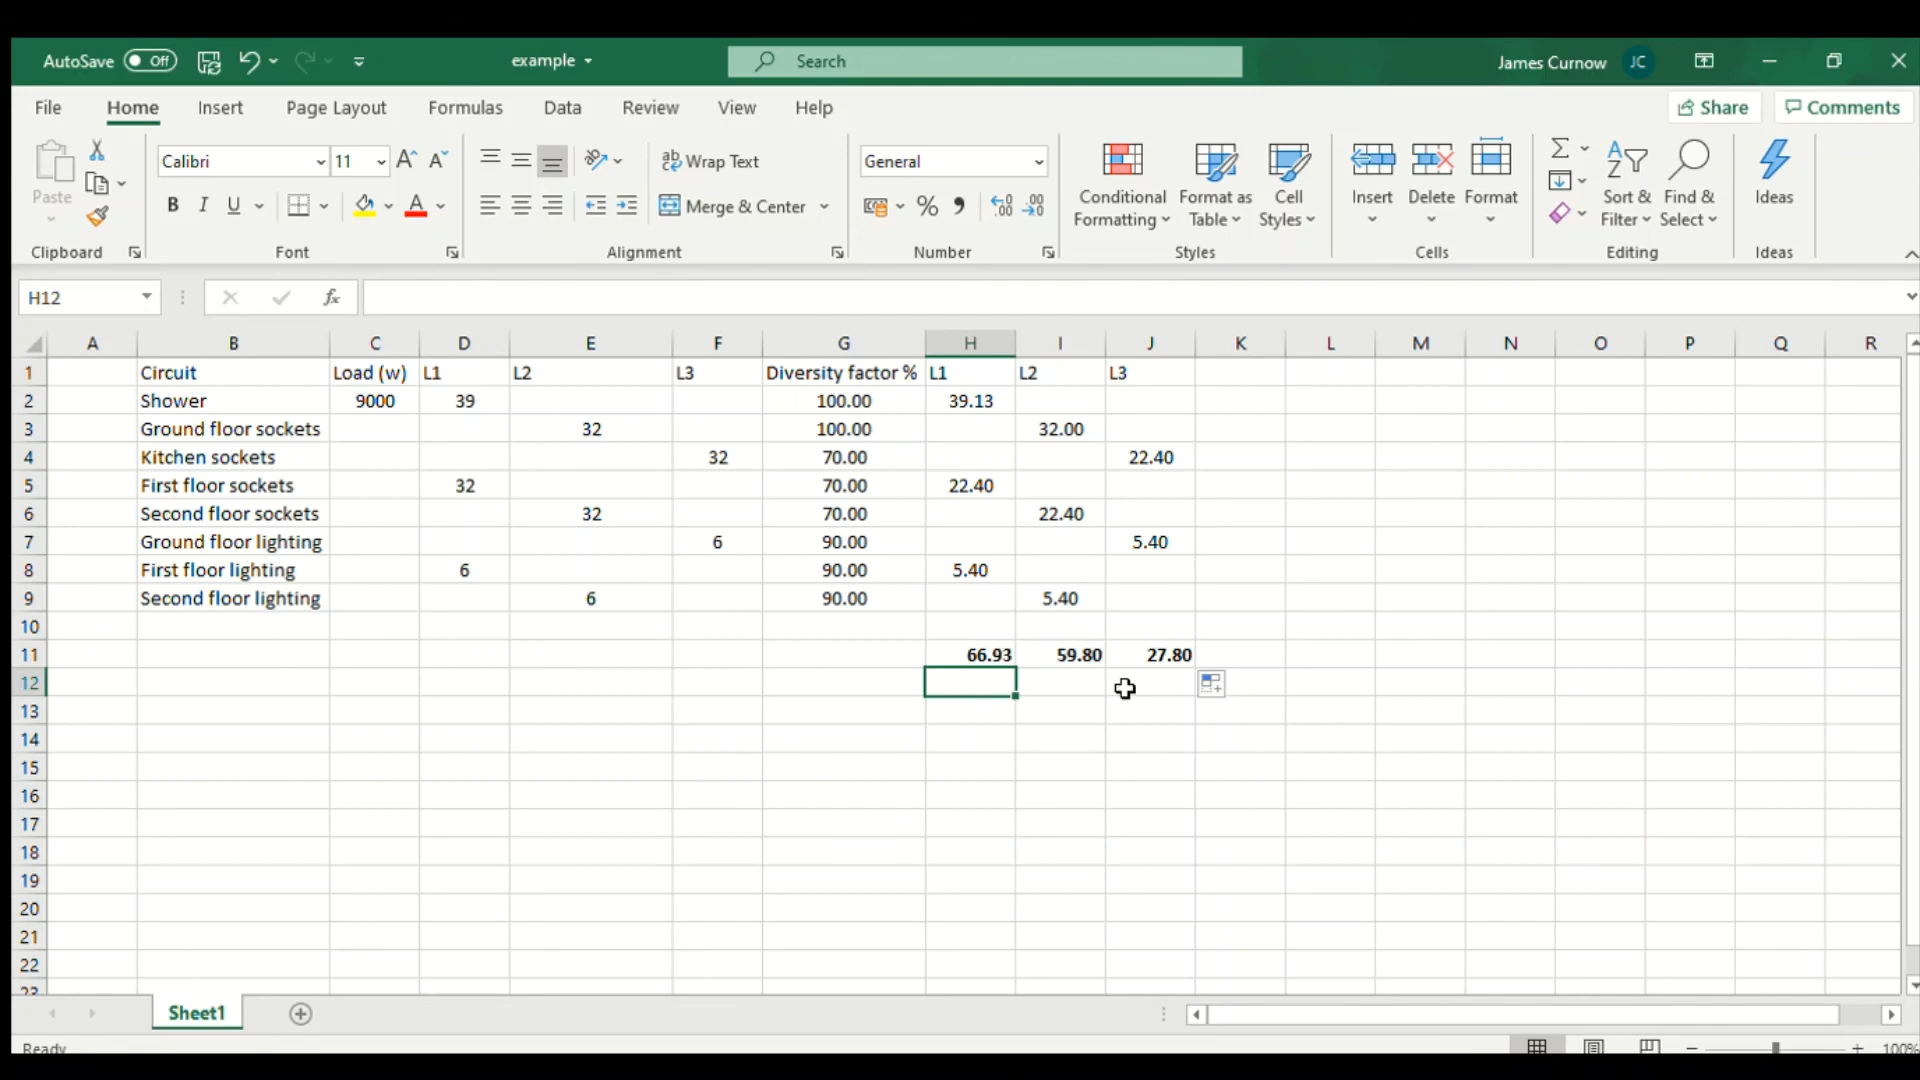 AutoSave Off example Search James Curnow JC
File Home Insert Page Layout Formulas Data Review View Help Share Comments
Paste Calibri 11 Wrap Text General Conditional Formatting Format as Table Cell Styles Insert Delete Format Sort & Filter Find & Select Ideas
B I U Merge & Center
Clipboard Font Alignment Number Styles Cells Editing Ideas
H12 fx
A B C D E F G H I J K L M N O P Q R
1 Circuit Load (w) L1 L2 L3 Diversity factor % L1 L2 L3
2 Shower 9000 39 100.00 39.13
3 Ground floor sockets 32 100.00 32.00
4 Kitchen sockets 32 70.00 22.40
5 First floor sockets 32 70.00 22.40
6 Second floor sockets 32 70.00 22.40
7 Ground floor lighting 6 90.00 5.40
8 First floor lighting 6 90.00 5.40
9 Second floor lighting 6 90.00 5.40
10
11 66.93 59.80 27.80
12
13
14
15
16
17
18
19
20
21
22
23
Sheet1
Ready 100%